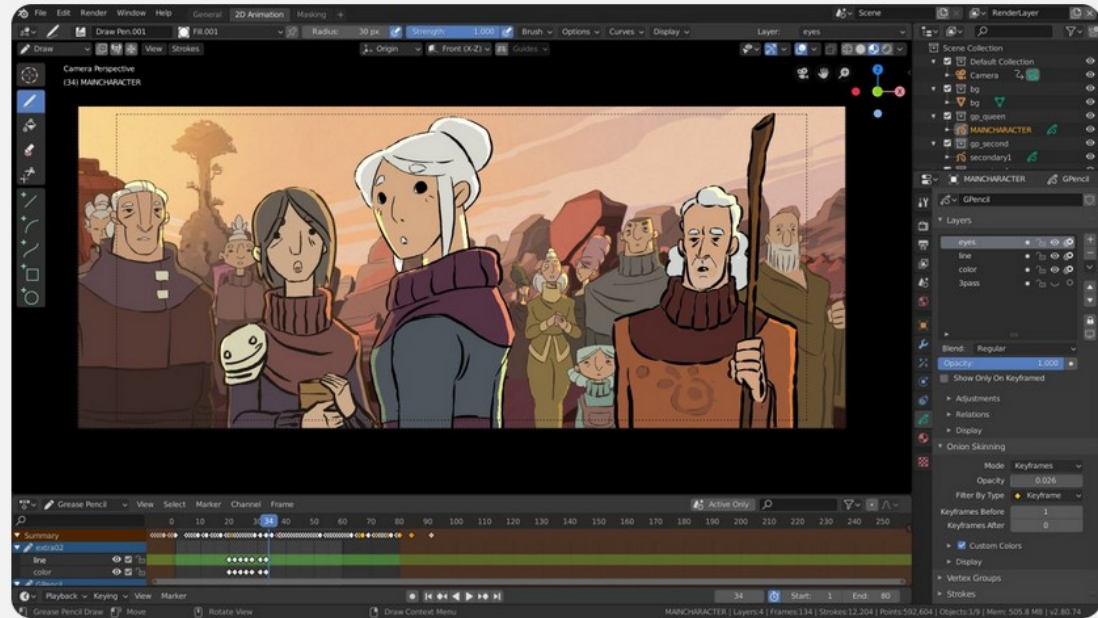 File Edit Render Window Help General 2D Animation Masking + Scene RenderLayer
Draw Pen.001 Fill.001 Radius: 30 px Strength: 1.000 Brush Options Curves Display Layer: eyes
Draw View Strokes Origin Front (X-Z) Guides
Camera Perspective
(34) MAINCHARACTER
Z
X
Scene Collection
Default Collection
Camera
bg
bg
gp_queen
MAINCHARACTER
gp_second
secondary1
MAINCHARACTER GPencil
GPencil
Layers
eyes
line
color
3pass
Blend: Regular
Opacity: 1.000
Show Only On Keyframed
Adjustments
Relations
Display
Onion Skinning
Mode Keyframes
Opacity 0.026
Filter By Type Keyframe
Keyframes Before 1
Keyframes After 0
Custom Colors
Display
Vertex Groups
Strokes
Grease Pencil View Select Marker Channel Frame Active Only
0 10 20 34 40 50 60 70 80 90 100 110 120 130 140 150 160 170 180 190 200 210 220 230 240 250
Summary
extra02
line
color
GPencil
Playback Keying View Marker 34 Start: 1 End: 80
Grease Pencil Draw Move Rotate View Draw Context Menu MAINCHARACTER | Layers:4 | Frames:134 | Strokes:12,204 | Points:592,604 | Objects:1/9 | Mem: 505.8 MB | v2.80.74